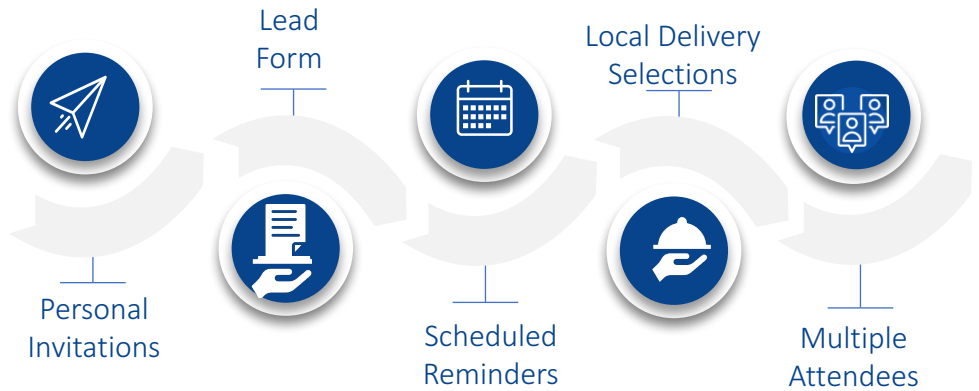 Lead
Form
Local Delivery
Selections
Personal
Invitations
Scheduled
Reminders
Multiple
Attendees